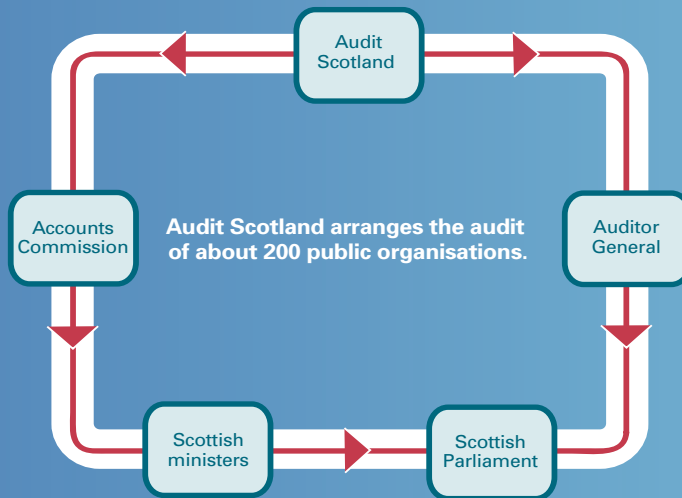 Audit
Scotland
Accounts
Commission
Audit Scotland arranges the audit
of about 200 public organisations.
Auditor
General
Scottish
ministers
Scottish
Parliament